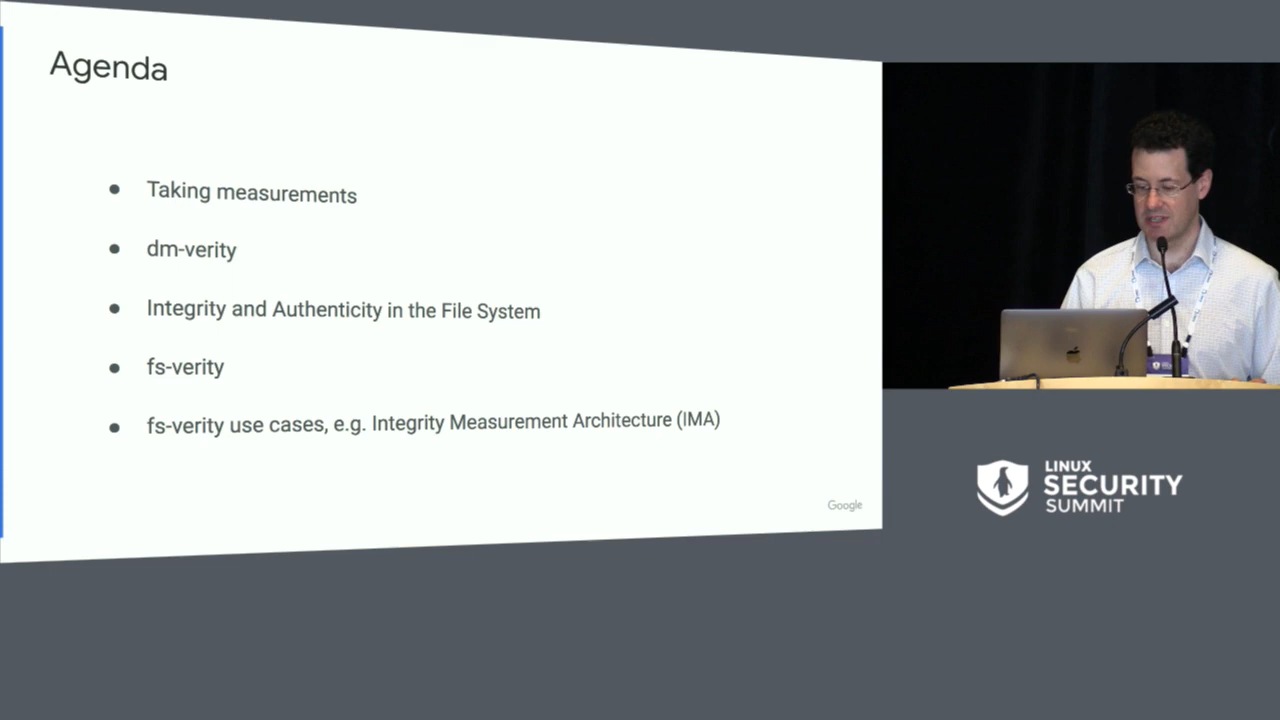 Agenda
● Taking measurements
● dm-verity
● Integrity and Authenticity in the File System
● fs-verity
● fs-verity use cases, e.g. Integrity Measurement Architecture (IMA)
Google
LINUX
SECURITY
SUMMIT